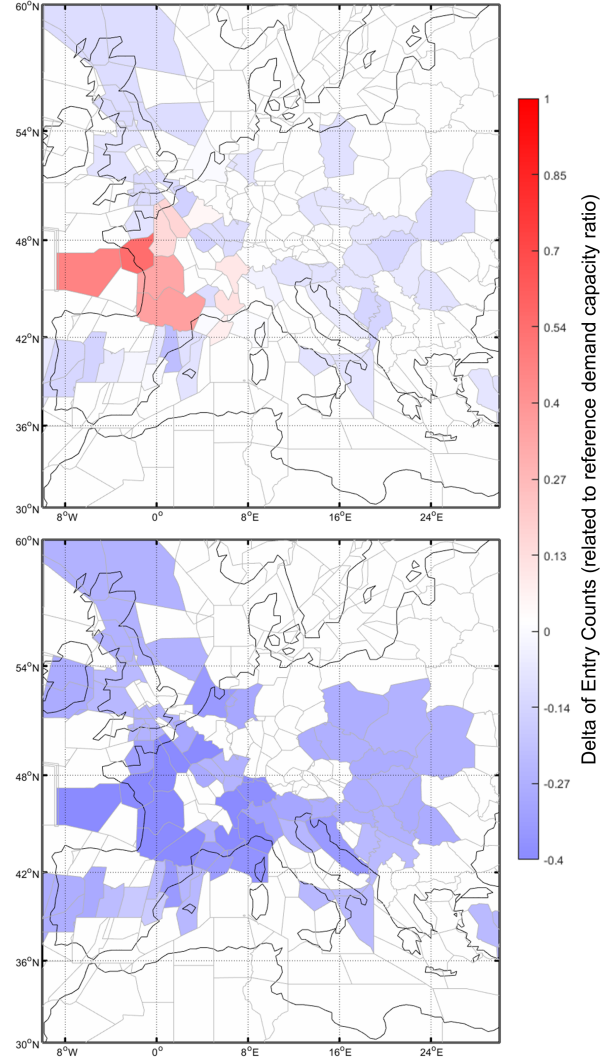 60°N
54°N
48°N
42°N
36°N
30°N
8°W
0°
8°E
16°E
24°E
60°N
54°N
48°N
42°N
36°N
30°N
8°W
0°
8°E
16°E
24°E
1
0.85
0.7
0.54
0.4
0.27
0.13
0
-0.14
-0.27
-0.4
Delta of Entry Counts (related to reference demand capacity ratio)